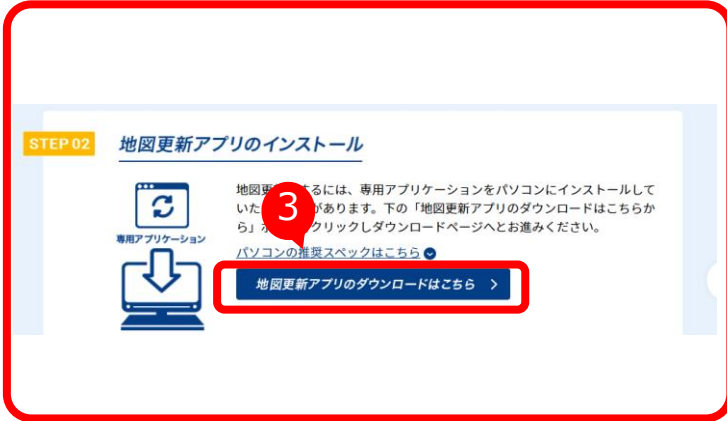 STEP 02
地図更新アプリのインストール
地図更 るには、専用アプリケーションをパソコンにインストールして
いた があります。下の「地図更新アプリのダウンロードはこちらか
ら」 クリックしダウンロードページへとお進みください。
3
専用アプリケーション
パソコンの推奨スペックはこちら
地図更新アプリのダウンロードはこちら